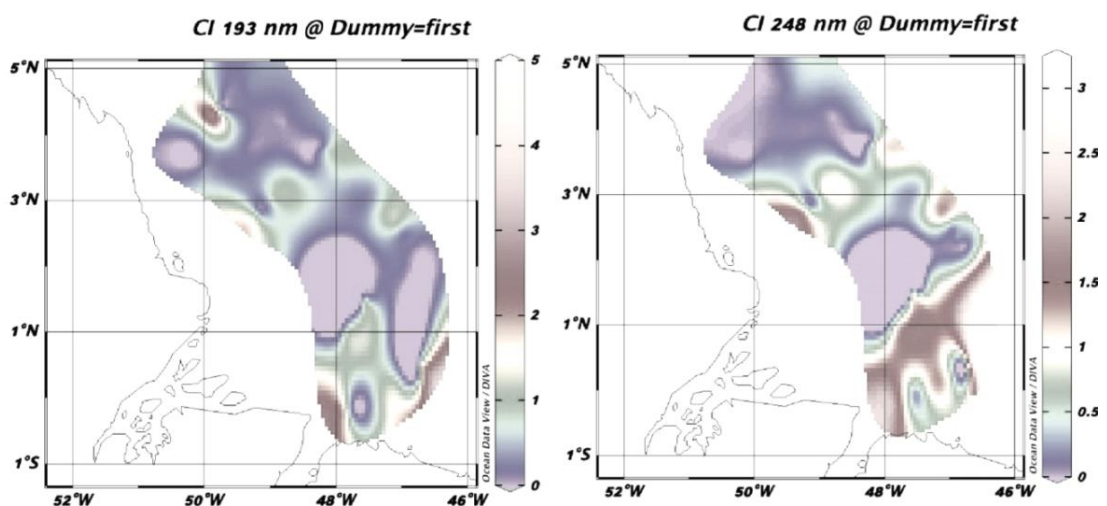 CI 193 nm @ Dummy=first
5°N
3°N
1°N
1°S
52°W
50°W
48°W
46°W
5
4
3
2
1
0
Ocean Data View / DIVA
CI 248 nm @ Dummy=first
5°N
3°N
1°N
1°S
52°W
50°W
48°W
46°W
3
2.5
2
1.5
1
0.5
0
Ocean Data View / DIVA